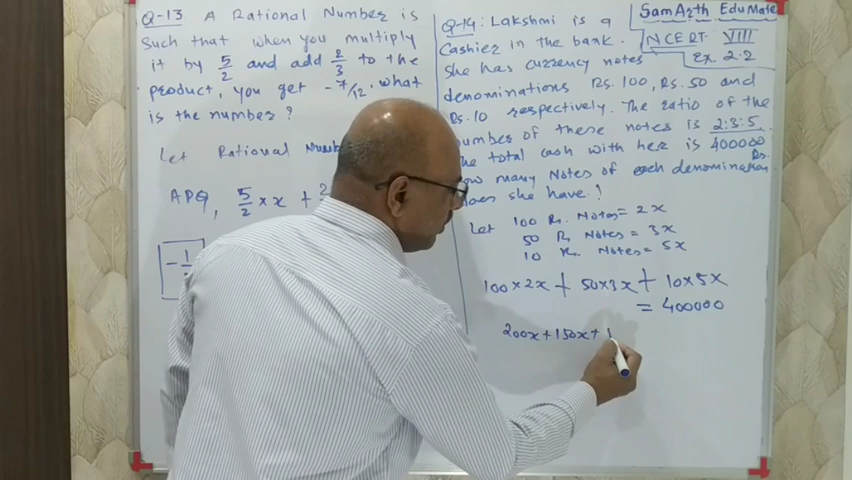 Q-13 A Rational Number is
such that when you multiply
it by 5/2 and add 2/3 to the
product, you get -7/12. what
is the number?
Let Rational Numb
APQ, 5/2 × x + 2
-1
SamArth EduMate
NCERT VIII
Ex. 2.2
Q-14: Lakshmi is a
Cashier in the bank.
She has currency notes
denominations Rs. 100, Rs. 50 and
Rs. 10 respectively. The ratio of the
number of these notes is 2:3:5.
the total cash with her is 400000
Rs.
How many Notes of each denomination
does she have?
Let 100 Rs. Notes = 2x
50 Rs Notes = 3x
10 Rs. Notes = 5x
100×2x + 50×3x + 10×5x
= 400000
200x+150x+